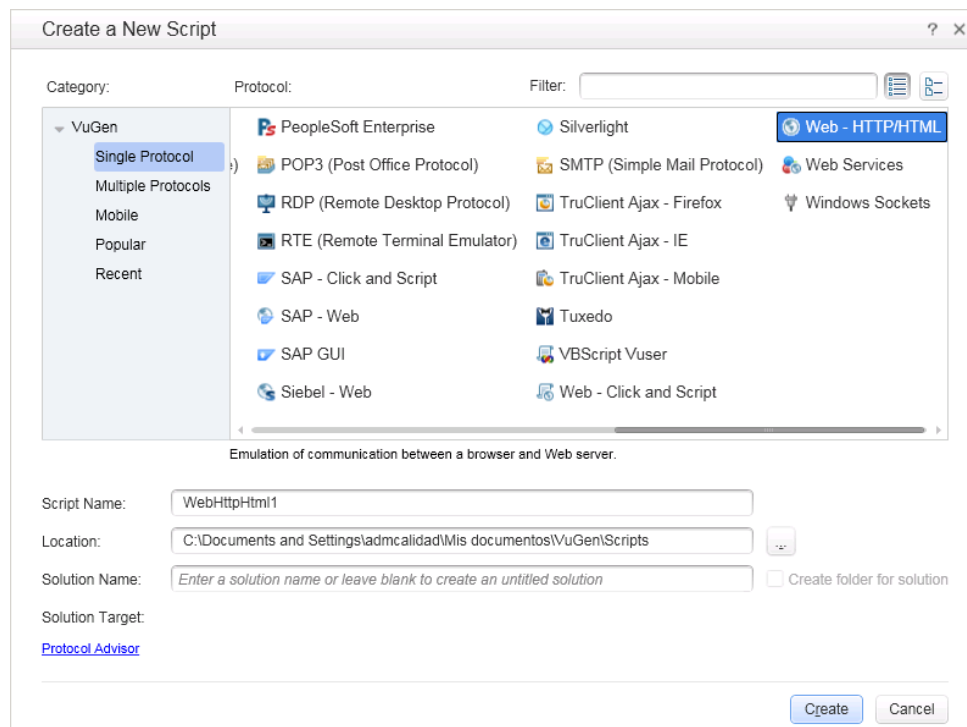 Create a New Script
? ×
Category:
Protocol:
Filter:
VuGen
Single Protocol
Multiple Protocols
Mobile
Popular
Recent
)
PeopleSoft Enterprise
POP3 (Post Office Protocol)
RDP (Remote Desktop Protocol)
RTE (Remote Terminal Emulator)
SAP - Click and Script
SAP - Web
SAP GUI
Siebel - Web
Silverlight
SMTP (Simple Mail Protocol)
TruClient Ajax - Firefox
TruClient Ajax - IE
TruClient Ajax - Mobile
Tuxedo
VBScript Vuser
Web - Click and Script
Web - HTTP/HTML
Web Services
Windows Sockets
Emulation of communication between a browser and Web server.
Script Name: WebHttpHtml1
Location: C:\Documents and Settings\admcalidad\Mis documentos\VuGen\Scripts ...
Solution Name: Enter a solution name or leave blank to create an untitled solution Create folder for solution
Solution Target:
Protocol Advisor
Create Cancel